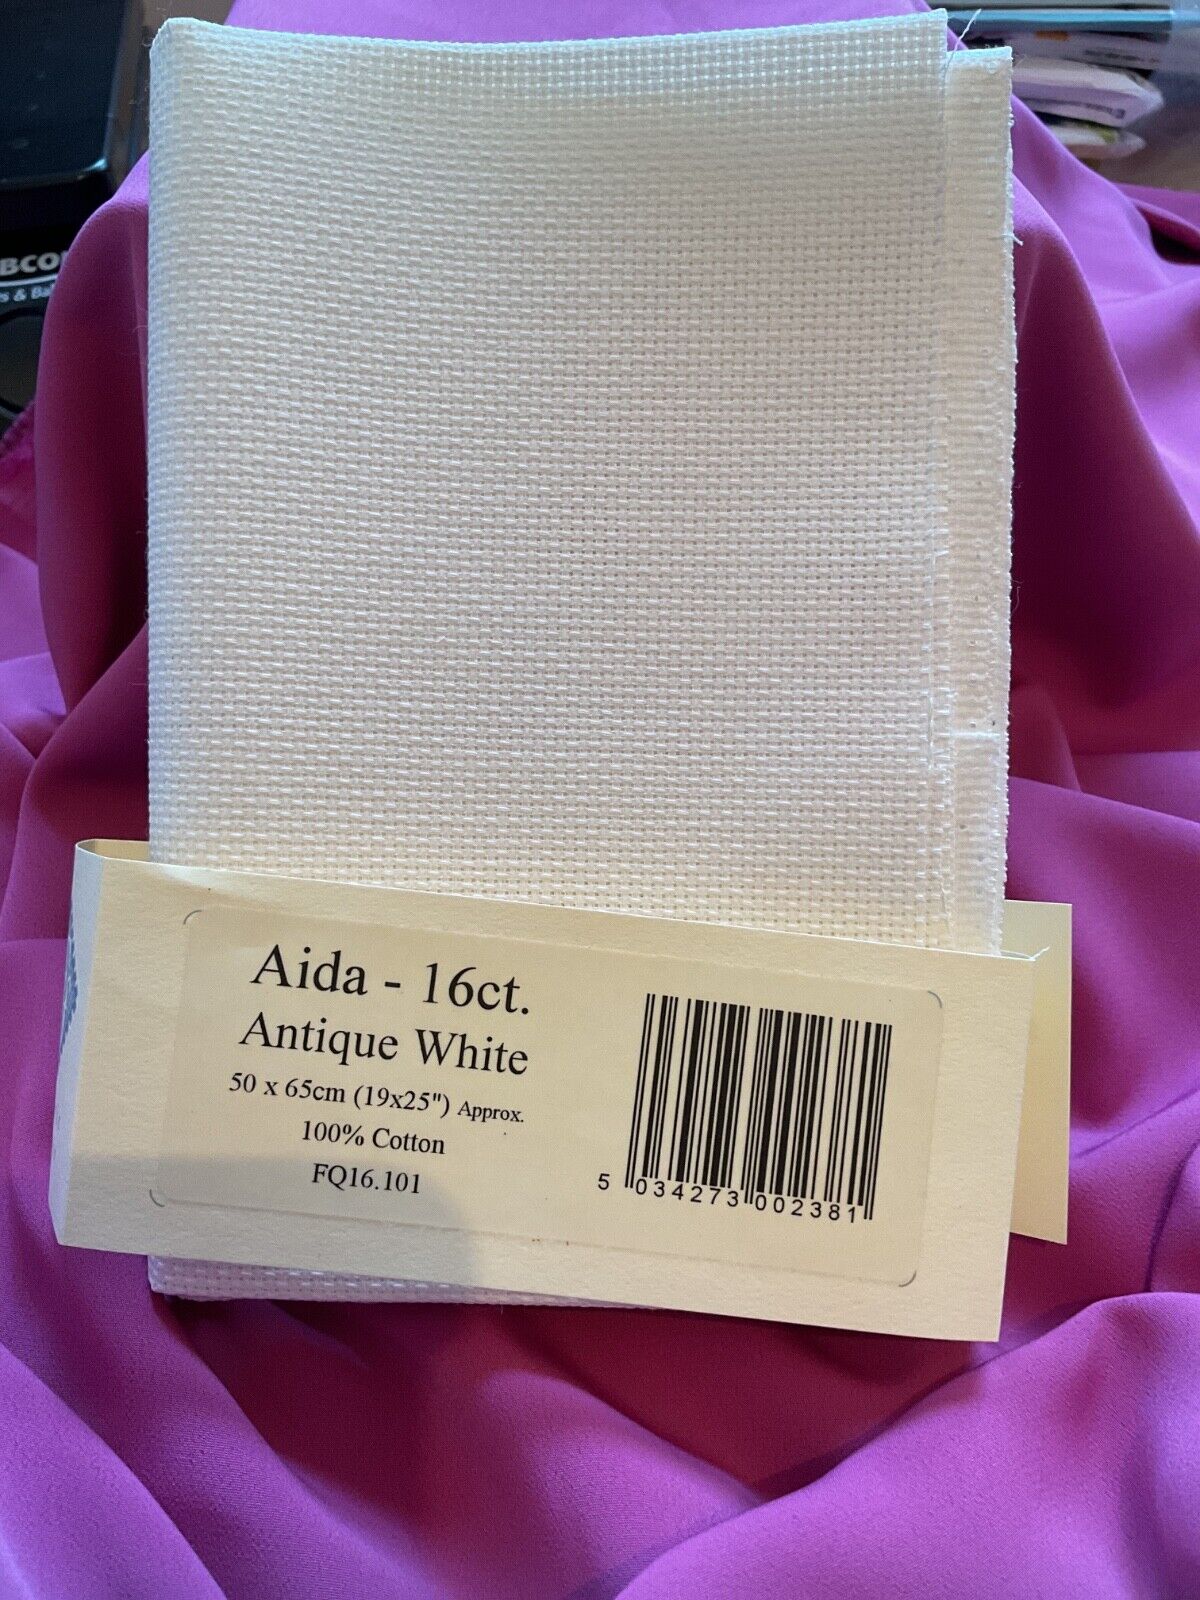 Aida - 16ct.
Antique White
50 x 65cm (19x25") Approx.
100% Cotton
FQ16.101
5 034273 002381